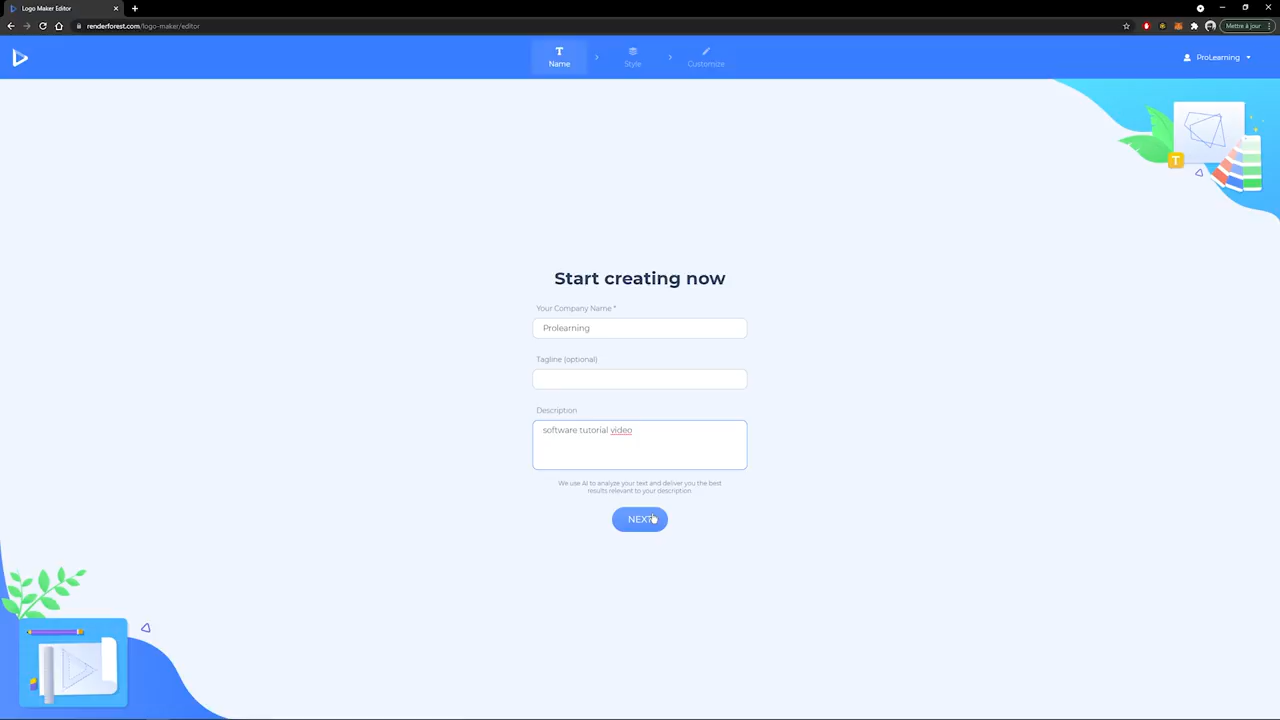 Logo Maker Editor
renderforest.com/logo-maker/editor
Mettre à jour
T
Name
Style
Customize
ProLearning
T
Start creating now
Your Company Name *
Prolearning
Tagline (optional)
Description
software tutorial video
We use AI to analyze your text and deliver you the best
results relevant to your description
NEXT